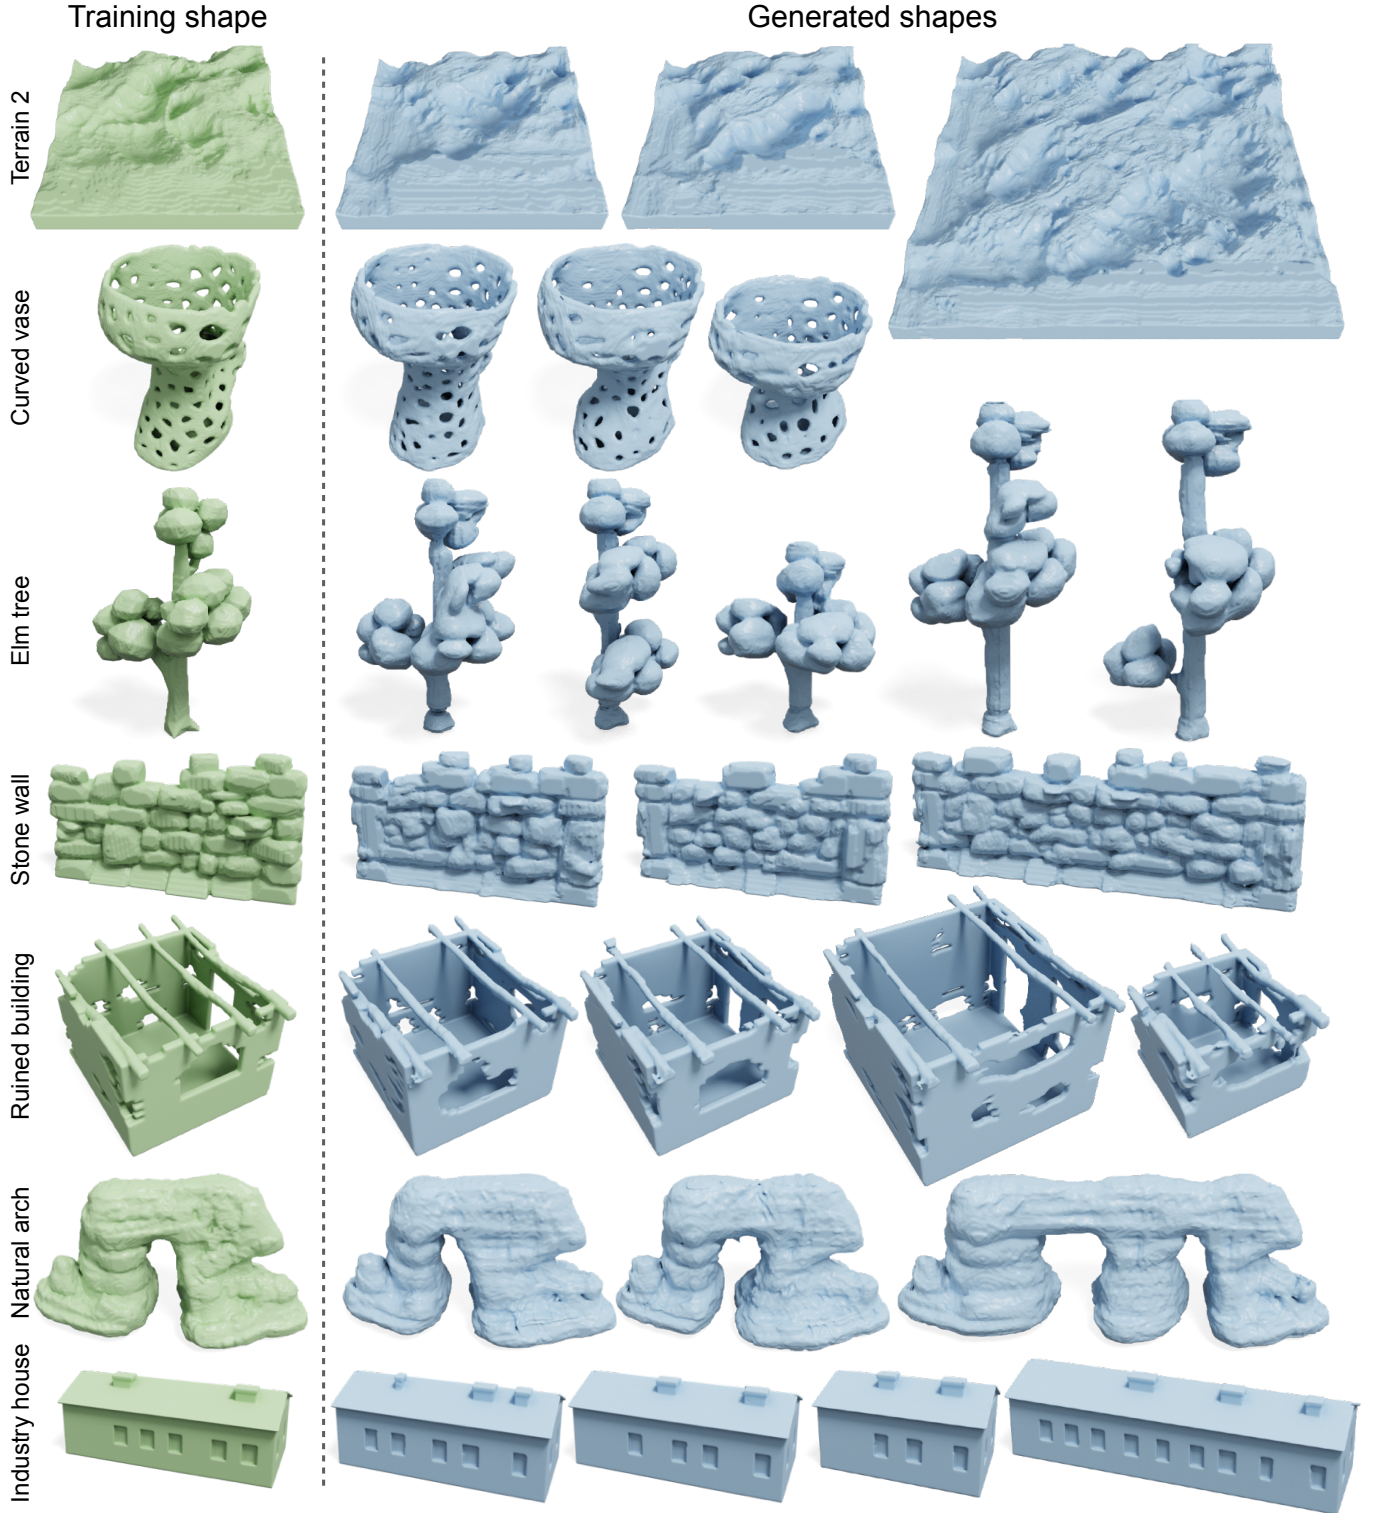 Training shape
Generated shapes
Terrain 2
Curved vase
Elm tree
Stone wall
Ruined building
Natural arch
Industry house